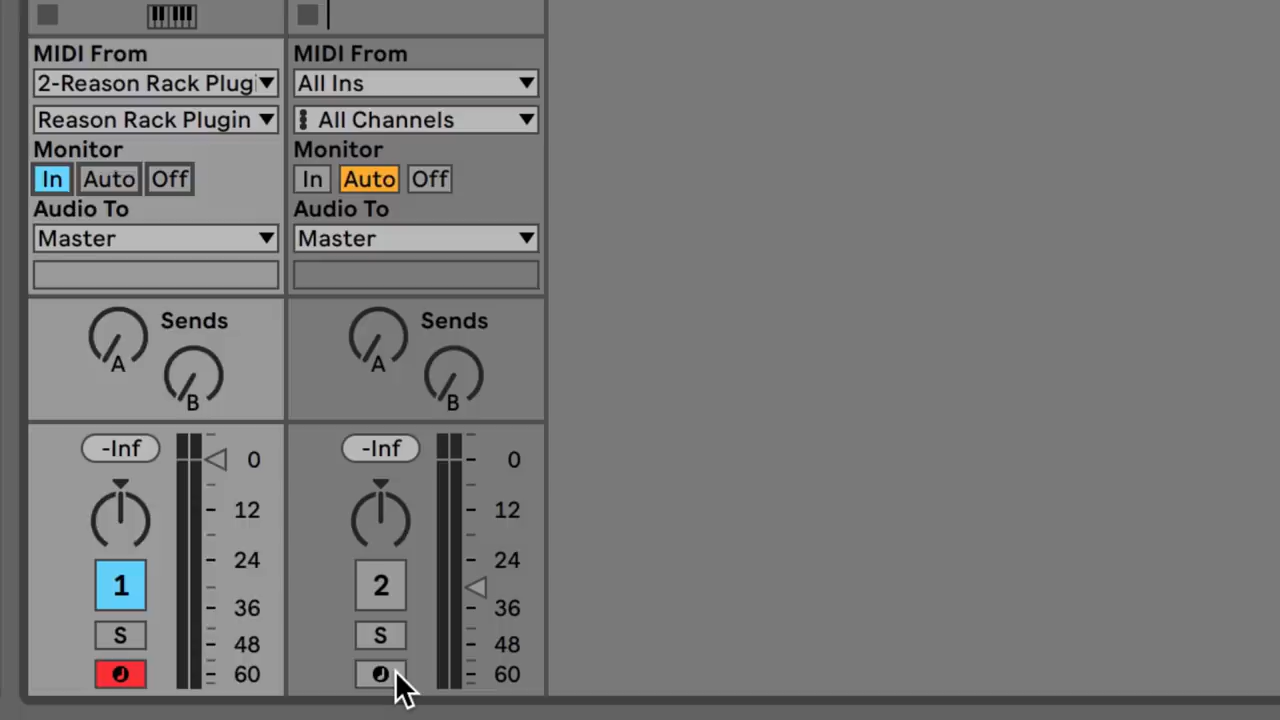 MIDI From
2-Reason Rack Plugi
Reason Rack Plugin
Monitor
In Auto Off
Audio To
Master
Sends
A
B
-Inf
0
12
24
1
36
S
48
60
MIDI From
All Ins
All Channels
Monitor
In Auto Off
Audio To
Master
Sends
A
B
-Inf
0
12
24
2
36
S
48
60